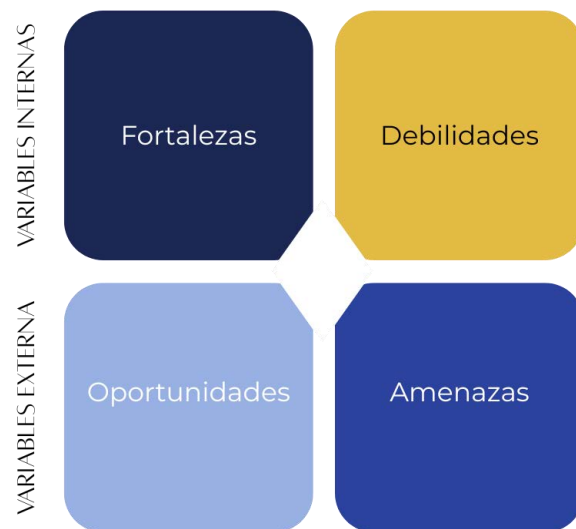 VARIABLES INTERNAS
Fortalezas
Debilidades
VARIABLES EXTERNA
Oportunidades
Amenazas